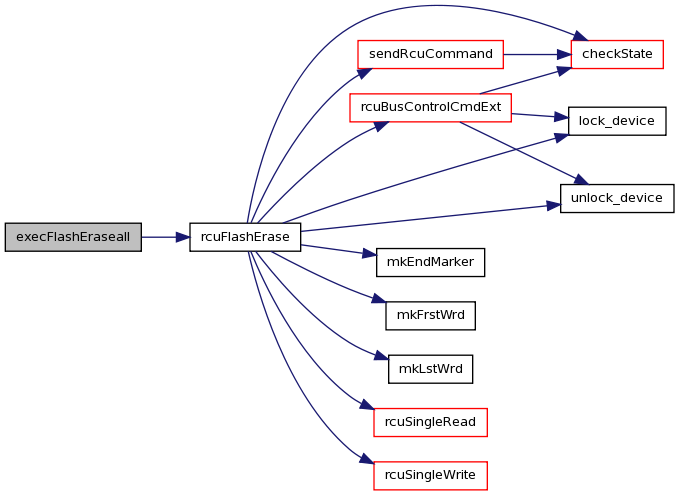 sendRcuCommand
checkState
rcuBusControlCmdExt
lock_device
unlock_device
execFlashEraseall
rcuFlashErase
mkEndMarker
mkFrstWrd
mkLstWrd
rcuSingleRead
rcuSingleWrite